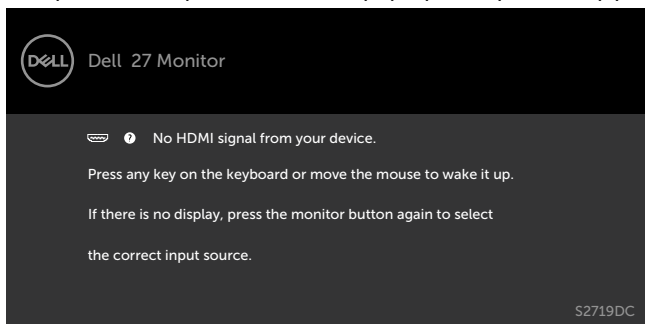 DELL Dell 27 Monitor
? No HDMI signal from your device.
Press any key on the keyboard or move the mouse to wake it up.
If there is no display, press the monitor button again to select
the correct input source.
S2719DC